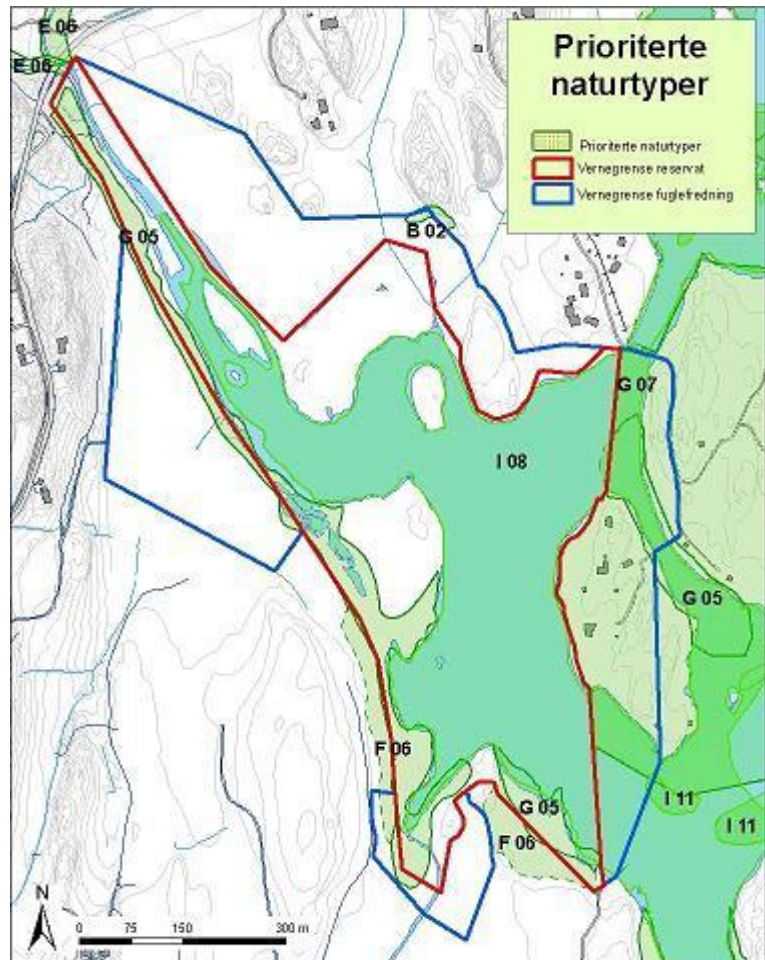 Prioriterte
naturtyper
Prioriterte naturtyper
Vernegrense reservat
Vernegrense fuglefredning
E 06
E 06
G 05
B 02
G 07
I 08
G 05
F 06
G 05
F 06
I 11
I 11
N
0 75 150 300 m